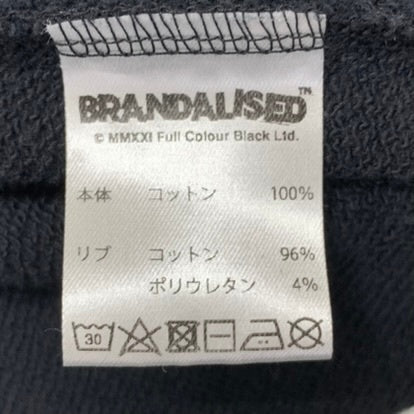 BRANDALISED™
© MMXXI Full Colour Black Ltd.
本体 コットン 100%
リブ コットン 96%
ポリウレタン 4%
30